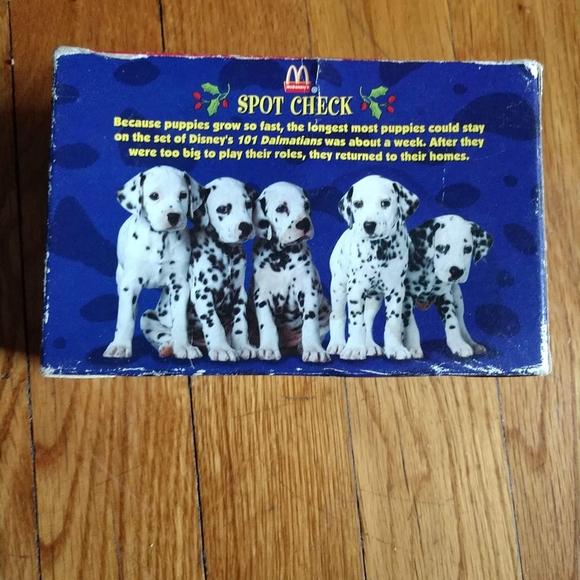 McDonald's
SPOT CHECK
Because puppies grow so fast, the longest most puppies could stay
on the set of Disney's 101 Dalmatians was about a week. After they
were too big to play their roles, they returned to their homes.